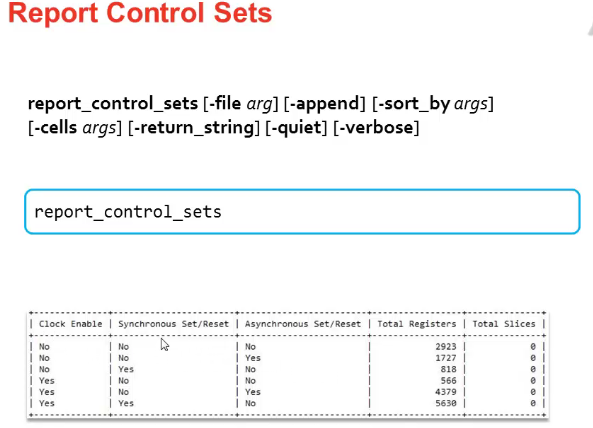 Report Control Sets
report_control_sets [-file arg] [-append] [-sort_by args]
[-cells args] [-return_string] [-quiet] [-verbose]
report_control_sets
| Clock Enable | Synchronous Set/Reset | Asynchronous Set/Reset | Total Registers | Total Slices |
| No | No | No | 2923 | 0 |
| No | No | Yes | 1727 | 0 |
| No | Yes | No | 818 | 0 |
| Yes | No | No | 566 | 0 |
| Yes | No | Yes | 4379 | 0 |
| Yes | Yes | No | 5630 | 0 |